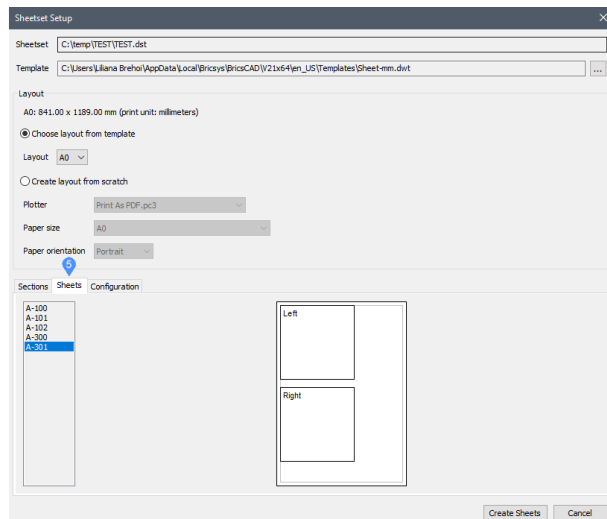 Sheetset Setup
Sheetset C:\temp\TEST\TEST.dst
Template C:\Users\Liliana Brehoi\AppData\Local\Bricsys\BricsCAD\V21x64\en_US\Templates\Sheet-mm.dwt ...
Layout
A0: 841.00 x 1189.00 mm (print unit: millimeters)
Choose layout from template
Layout A0
Create layout from scratch
Plotter Print As PDF.pc3
Paper size A0
Paper orientation Portrait
5
Sections Sheets Configuration
A-100
A-101
A-102
A-300
A-301
Left
Right
Create Sheets Cancel